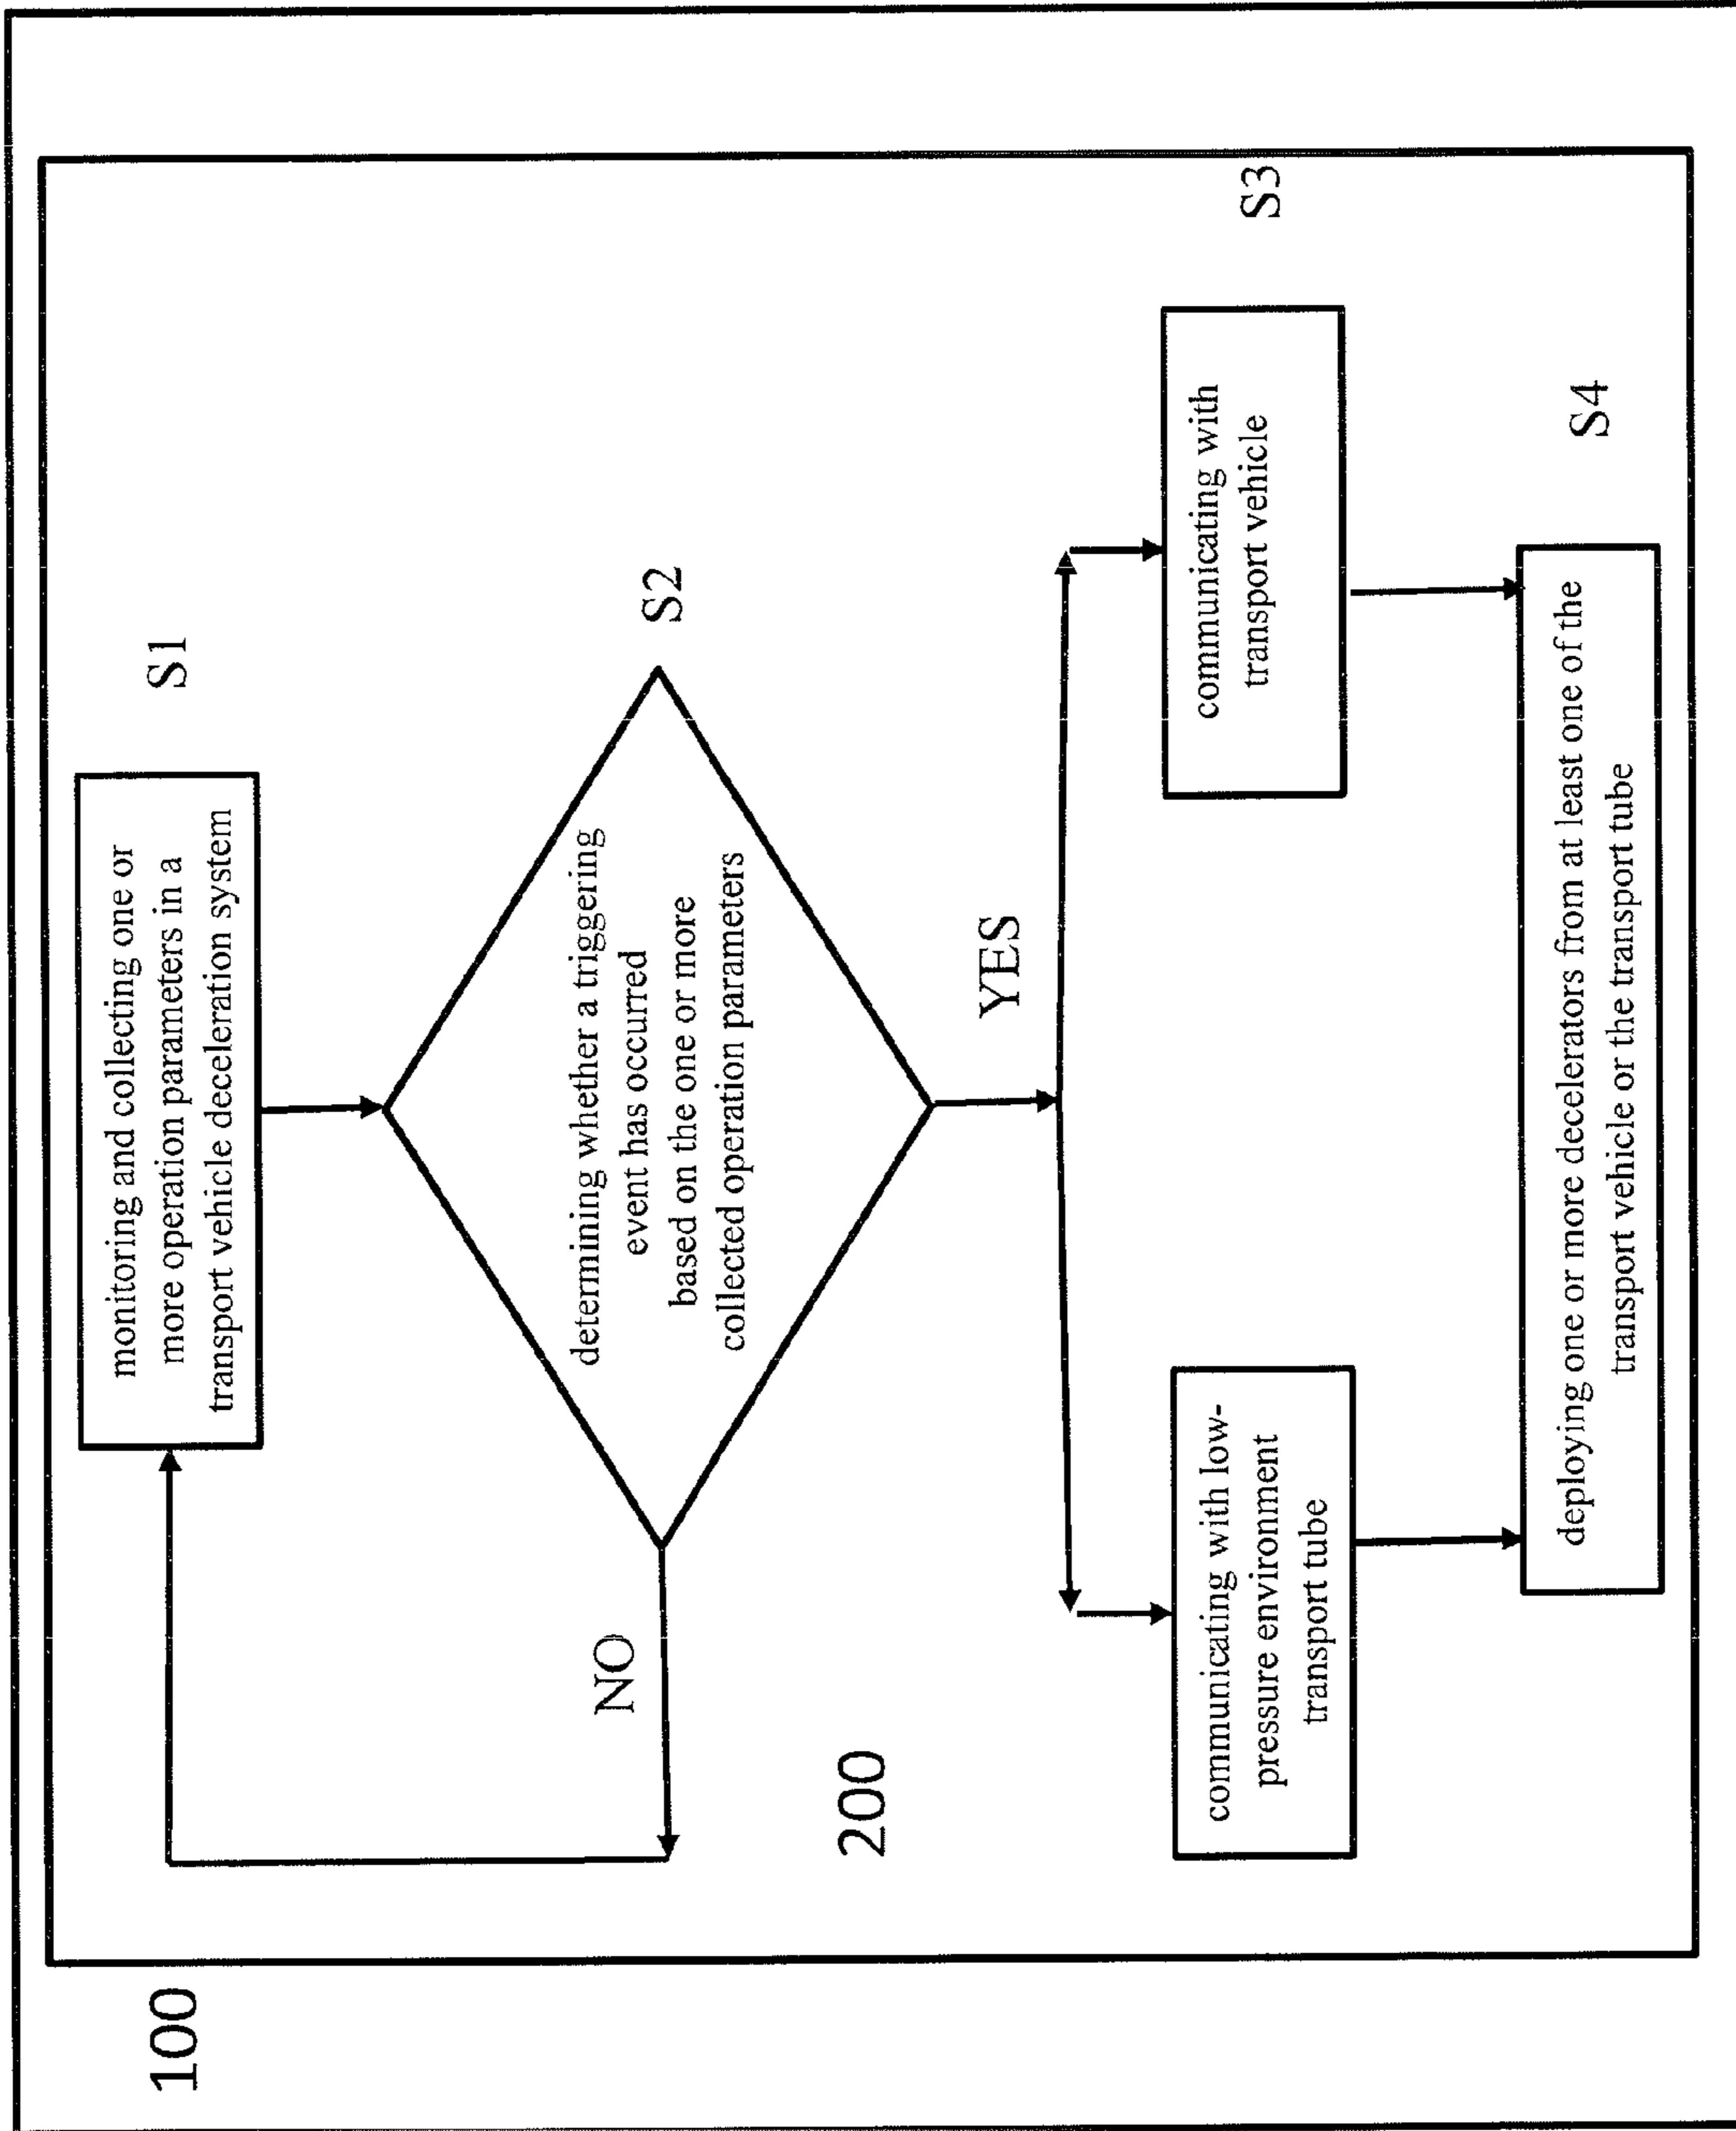 100
monitoring and collecting one or
more operation parameters in a
transport vehicle deceleration system
S1
determining whether a triggering
event has occurred
based on the one or more
collected operation parameters
S2
NO
200
YES
communicating with low-
pressure environment
transport tube
communicating with
transport vehicle
S3
deploying one or more decelerators from at least one of the
transport vehicle or the transport tube
S4